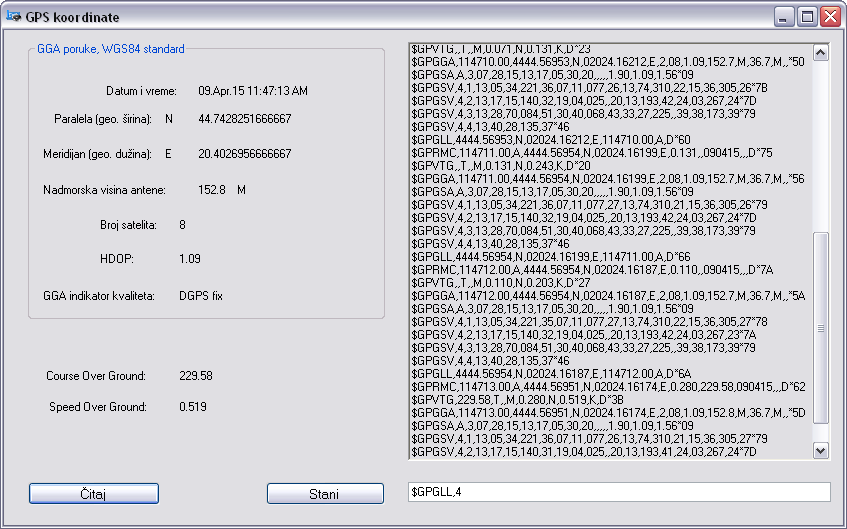 GPS koordinate
GGA poruke, WGS84 standard
Datum i vreme: 09.Apr.15 11:47:13 AM
Paralela (geo. širina): N 44.7428251666667
Meridijan (geo. dužina): E 20.4026956666667
Nadmorska visina antene: 152.8 M
Broj satelita: 8
HDOP: 1.09
GGA indikator kvaliteta: DGPS fix
Course Over Ground: 229.58
Speed Over Ground: 0.519
Čitaj
Stani
$GPVTG,,T,,M,0.071,N,0.131,K,D*23
$GPGGA,114710.00,4444.56953,N,02024.16212,E,2,08,1.09,152.7,M,36.7,M,,*50
$GPGSA,A,3,07,28,15,13,17,05,30,20,,,,,1.90,1.09,1.56*09
$GPGSV,4,1,13,05,34,221,36,07,11,077,26,13,74,310,22,15,36,305,26*7B
$GPGSV,4,2,13,17,15,140,32,19,04,025,,20,13,193,42,24,03,267,24*7D
$GPGSV,4,3,13,28,70,084,51,30,40,068,43,33,27,225,,39,38,173,39*79
$GPGSV,4,4,13,40,28,135,37*46
$GPGLL,4444.56953,N,02024.16212,E,114710.00,A,D*60
$GPRMC,114711.00,A,4444.56954,N,02024.16199,E,0.131,,090415,,,D*75
$GPVTG,,T,,M,0.131,N,0.243,K,D*20
$GPGGA,114711.00,4444.56954,N,02024.16199,E,2,08,1.09,152.7,M,36.7,M,,*56
$GPGSA,A,3,07,28,15,13,17,05,30,20,,,,,1.90,1.09,1.56*09
$GPGSV,4,1,13,05,34,221,36,07,11,077,27,13,74,310,21,15,36,305,26*79
$GPGSV,4,2,13,17,15,140,32,19,04,025,,20,13,193,42,24,03,267,24*7D
$GPGSV,4,3,13,28,70,084,51,30,40,068,43,33,27,225,,39,38,173,39*79
$GPGSV,4,4,13,40,28,135,37*46
$GPGLL,4444.56954,N,02024.16199,E,114711.00,A,D*66
$GPRMC,114712.00,A,4444.56954,N,02024.16187,E,0.110,,090415,,,D*7A
$GPVTG,,T,,M,0.110,N,0.203,K,D*27
$GPGGA,114712.00,4444.56954,N,02024.16187,E,2,08,1.09,152.7,M,36.7,M,,*5A
$GPGSA,A,3,07,28,15,13,17,05,30,20,,,,,1.90,1.09,1.56*09
$GPGSV,4,1,13,05,34,221,35,07,11,077,27,13,74,310,22,15,36,305,27*78
$GPGSV,4,2,13,17,15,140,32,19,04,025,,20,13,193,42,24,03,267,23*7A
$GPGSV,4,3,13,28,70,084,51,30,40,068,43,33,27,225,,39,38,173,39*79
$GPGSV,4,4,13,40,28,135,37*46
$GPGLL,4444.56954,N,02024.16187,E,114712.00,A,D*6A
$GPRMC,114713.00,A,4444.56951,N,02024.16174,E,0.280,229.58,090415,,,D*62
$GPVTG,229.58,T,,M,0.280,N,0.519,K,D*3B
$GPGGA,114713.00,4444.56951,N,02024.16174,E,2,08,1.09,152.8,M,36.7,M,,*5D
$GPGSA,A,3,07,28,15,13,17,05,30,20,,,,,1.90,1.09,1.56*09
$GPGSV,4,1,13,05,34,221,36,07,11,077,26,13,74,310,21,15,36,305,27*79
$GPGSV,4,2,13,17,15,140,31,19,04,025,,20,13,193,41,24,03,267,24*7D
$GPGLL,4